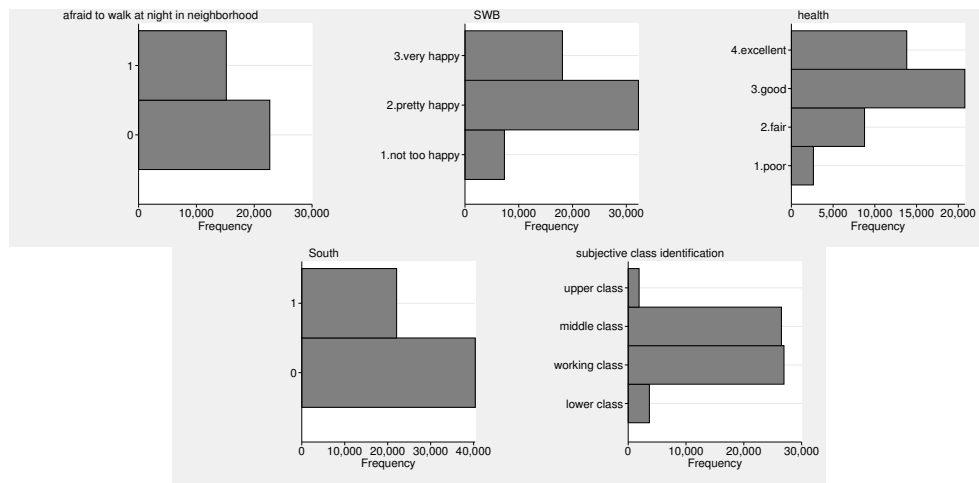 afraid to walk at night in neighborhood
1
0
0 10,000 20,000 30,000
Frequency
SWB
3.very happy
2.pretty happy
1.not too happy
0 10,000 20,000 30,000
Frequency
health
4.excellent
3.good
2.fair
1.poor
0 5,000 10,000 15,000 20,000
Frequency
South
1
0
0 10,000 20,000 30,000 40,000
Frequency
subjective class identification
upper class
middle class
working class
lower class
0 10,000 20,000 30,000
Frequency